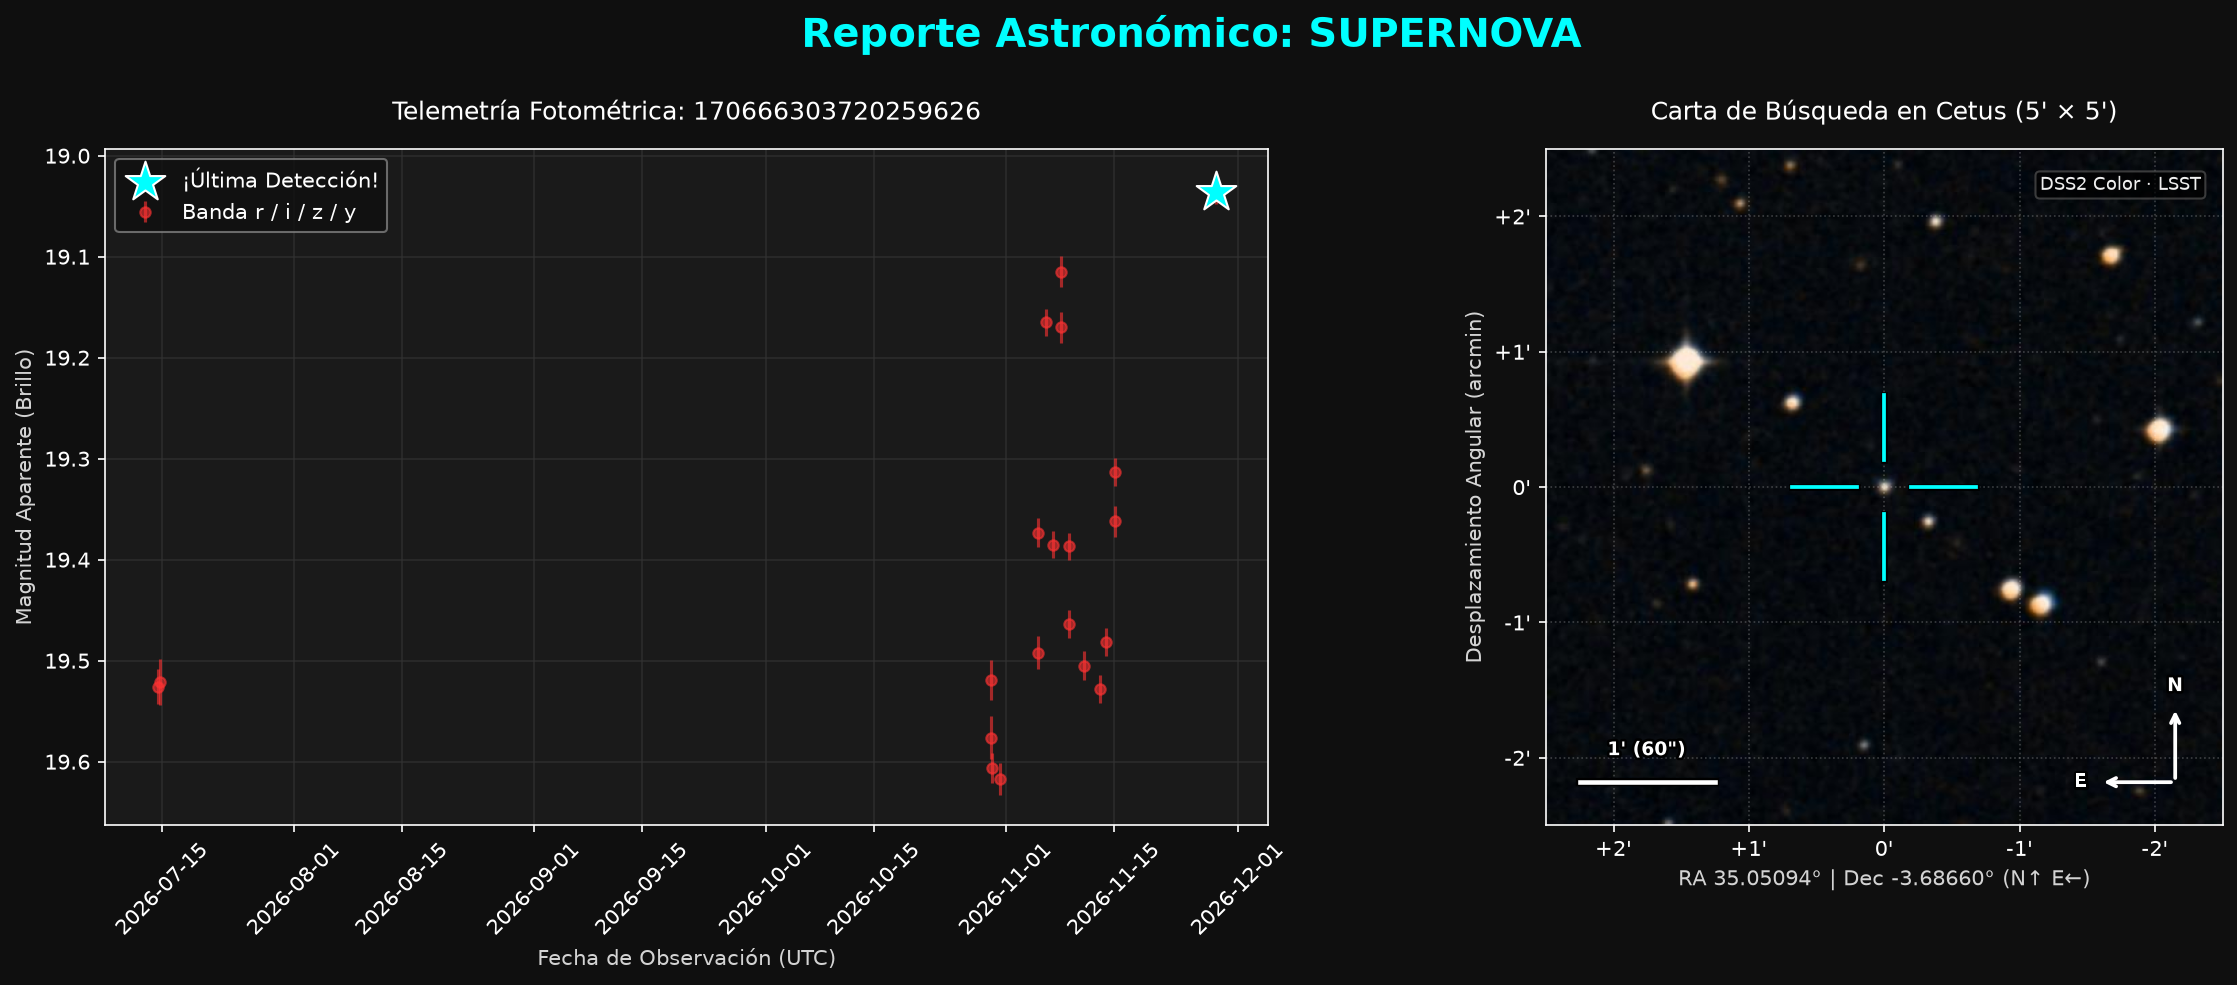 Reporte Astronómico: SUPERNOVA
Telemetría Fotométrica: 170666303720259626
¡Última Detección!
Banda r / i / z / y
Magnitud Aparente (Brillo)
19.0
19.1
19.2
19.3
19.4
19.5
19.6
2026-07-15
2026-08-01
2026-08-15
2026-09-01
2026-09-15
2026-10-01
2026-10-15
2026-11-01
2026-11-15
2026-12-01
Fecha de Observación (UTC)
Carta de Búsqueda en Cetus (5' × 5')
DSS2 Color · LSST
Desplazamiento Angular (arcmin)
+2'
+1'
0'
-1'
-2'
N
E
1' (60")
+2'
+1'
0'
-1'
-2'
RA 35.05094° | Dec -3.68660° (N↑ E←)